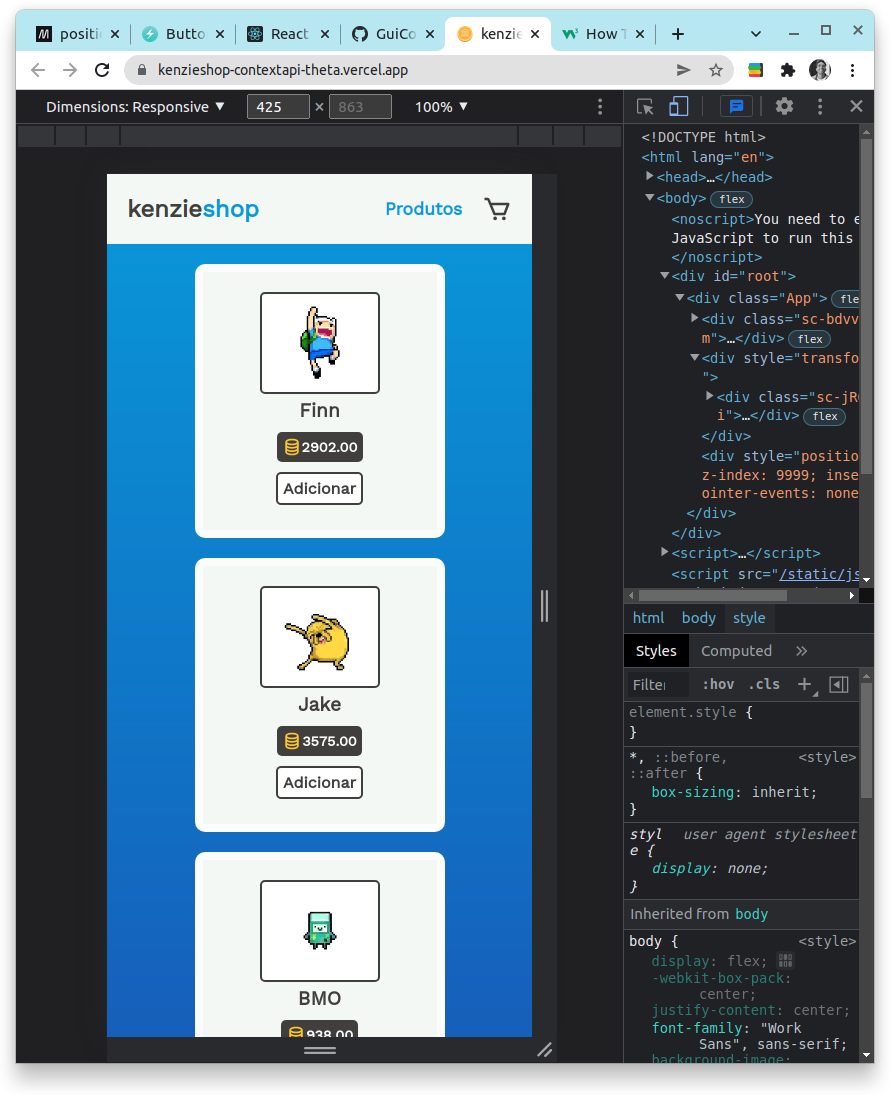 positi
Butto
React
GuiCo
kenzie
How T
kenzieshop-contextapi-theta.vercel.app
Dimensions: Responsive ▼ 425 × 863 100% ▼
kenzieshop
Produtos
Finn
2902.00
Adicionar
Jake
3575.00
Adicionar
BMO
938.00
<!DOCTYPE html>
<html lang="en">
<head>…</head>
<body> flex
<noscript>You need to e
JavaScript to run this
</noscript>
<div id="root">
<div class="App"> fle
<div class="sc-bdvv
m">…</div> flex
<div style="transfo
">
<div class="sc-jR
i">…</div> flex
</div>
<div style="positio
z-index: 9999; inse
ointer-events: none
</div>
</div>
<script>…</script>
<script src="/static/js
html body style
Styles Computed »
Filter :hov .cls +
element.style {
}
*, ::before, <style>
::after {
box-sizing: inherit;
}
styl user agent stylesheet
e {
display: none;
}
Inherited from body
body { <style>
display: flex;
-webkit-box-pack:
center;
justify-content: center;
font-family: "Work
Sans", sans-serif;
background-image: